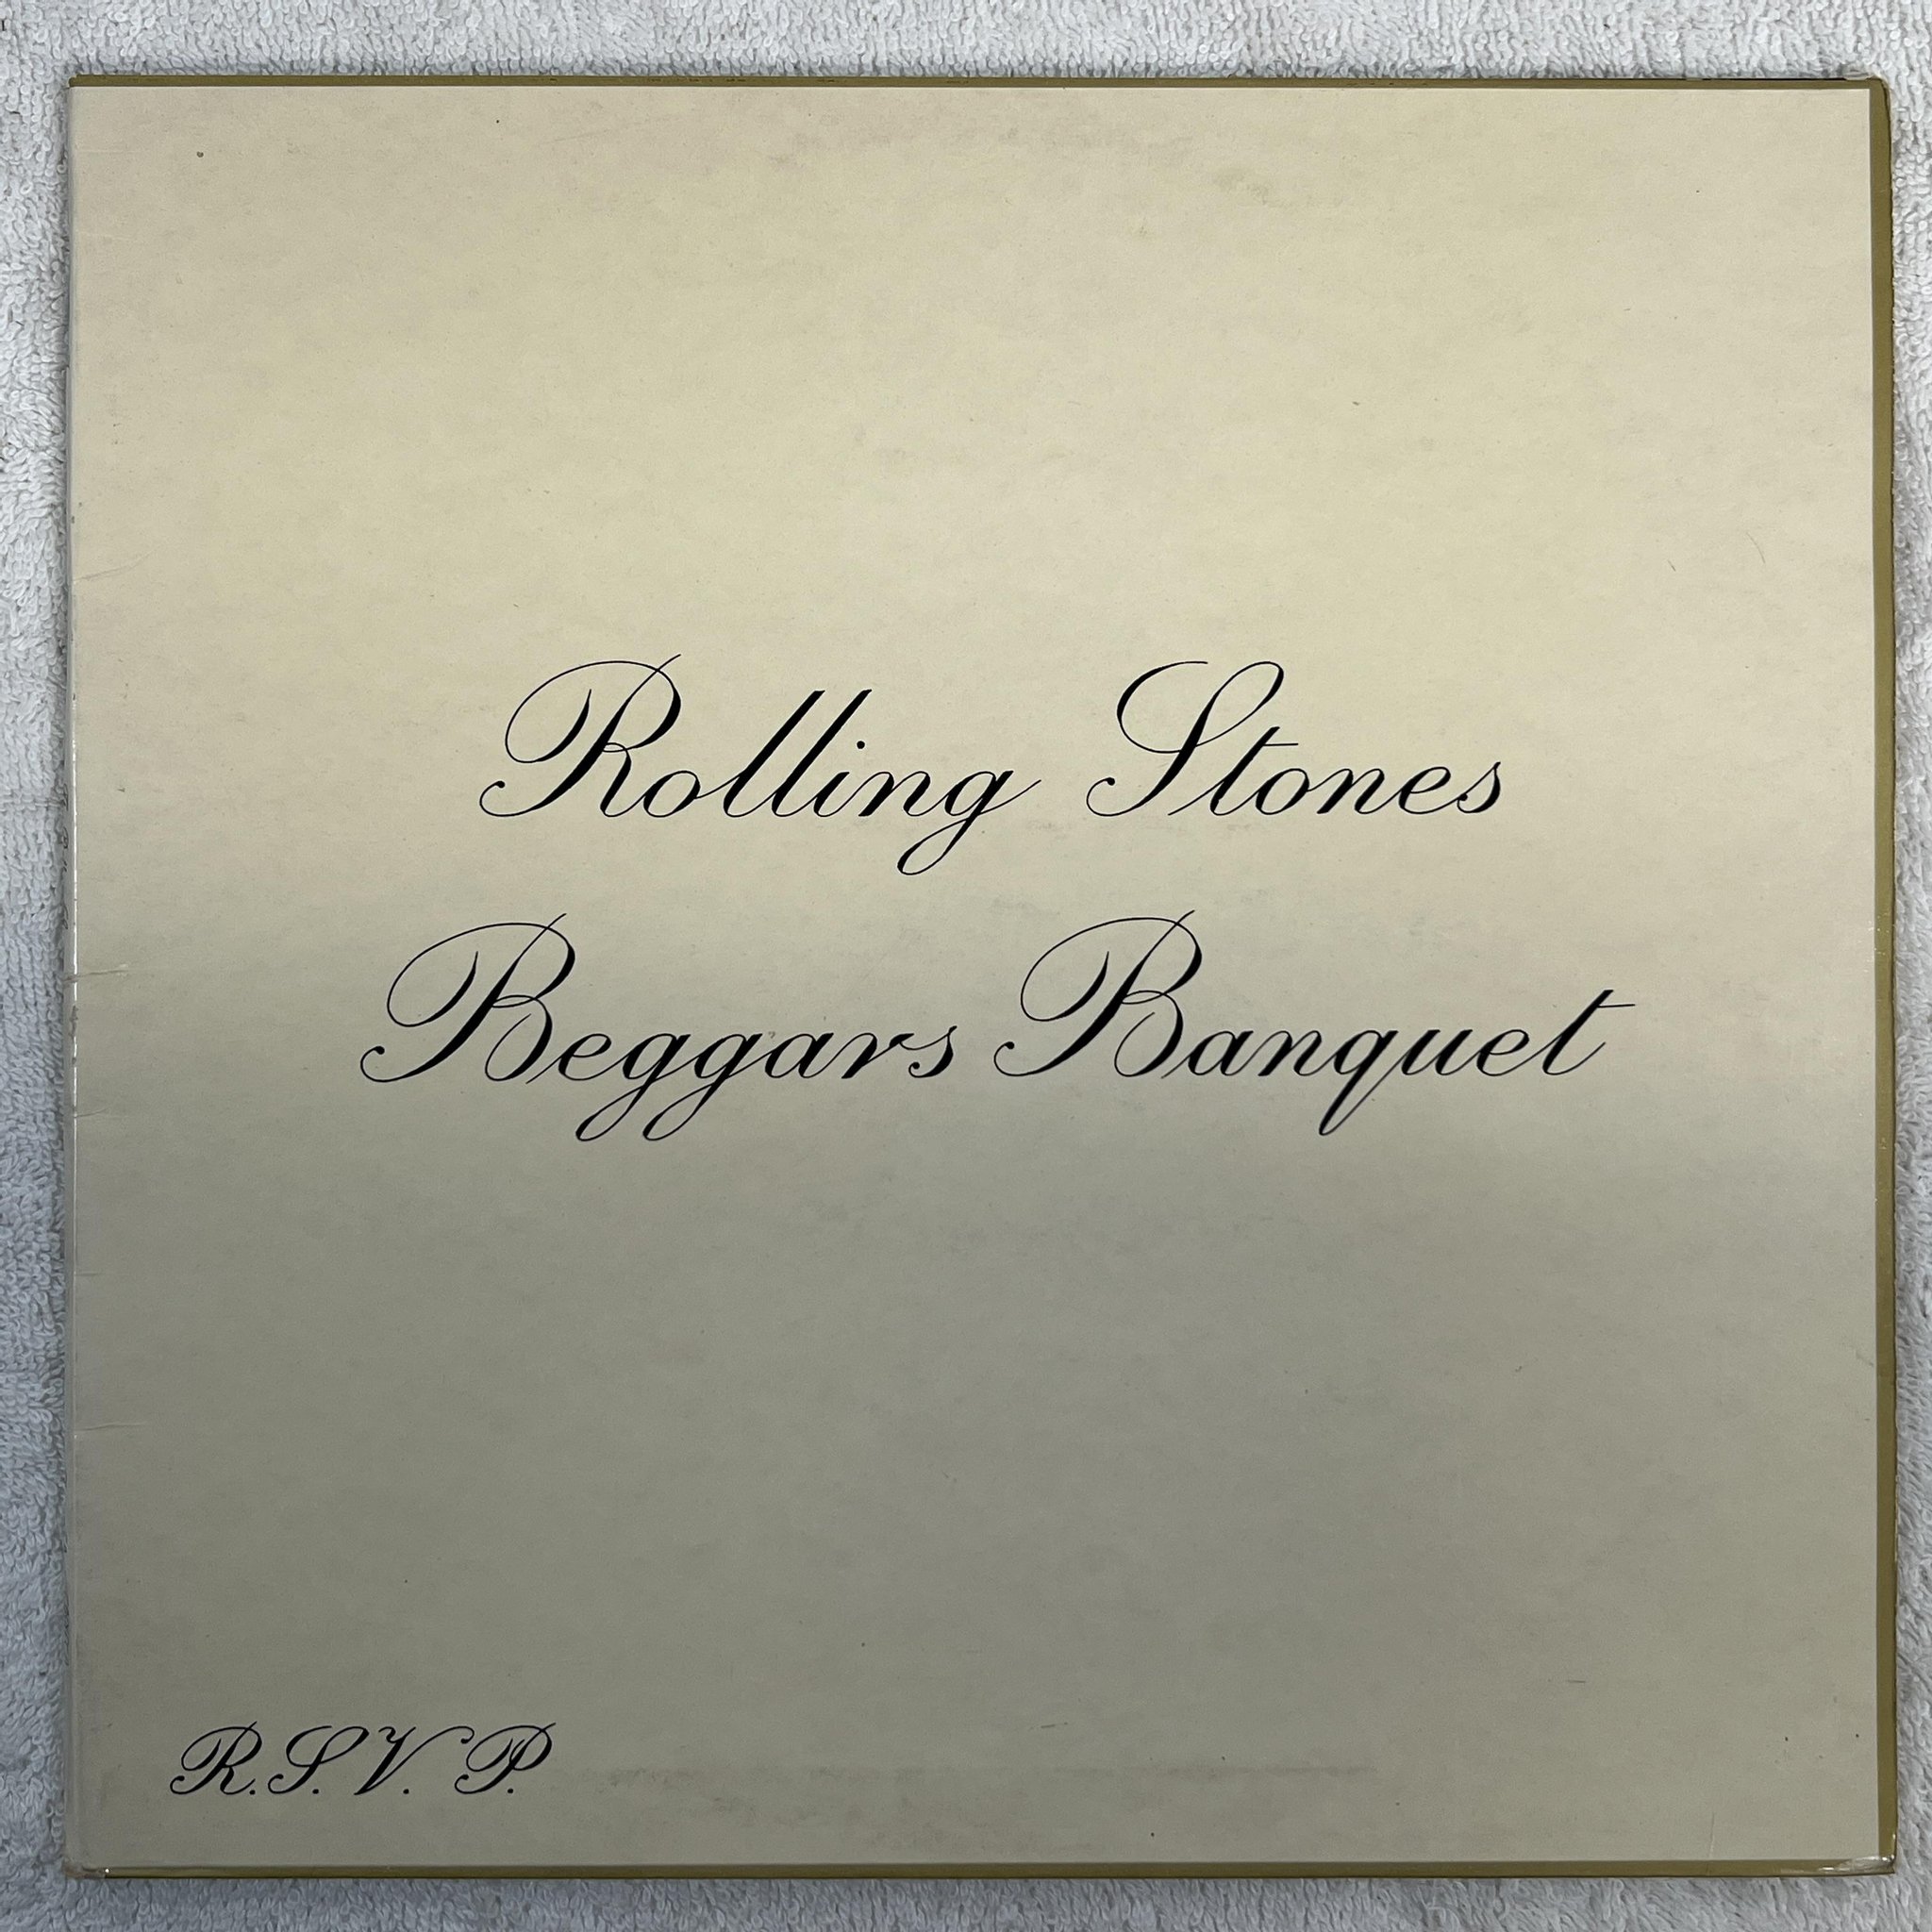 Rolling Stones
Beggars Banquet
R.S.V.P.